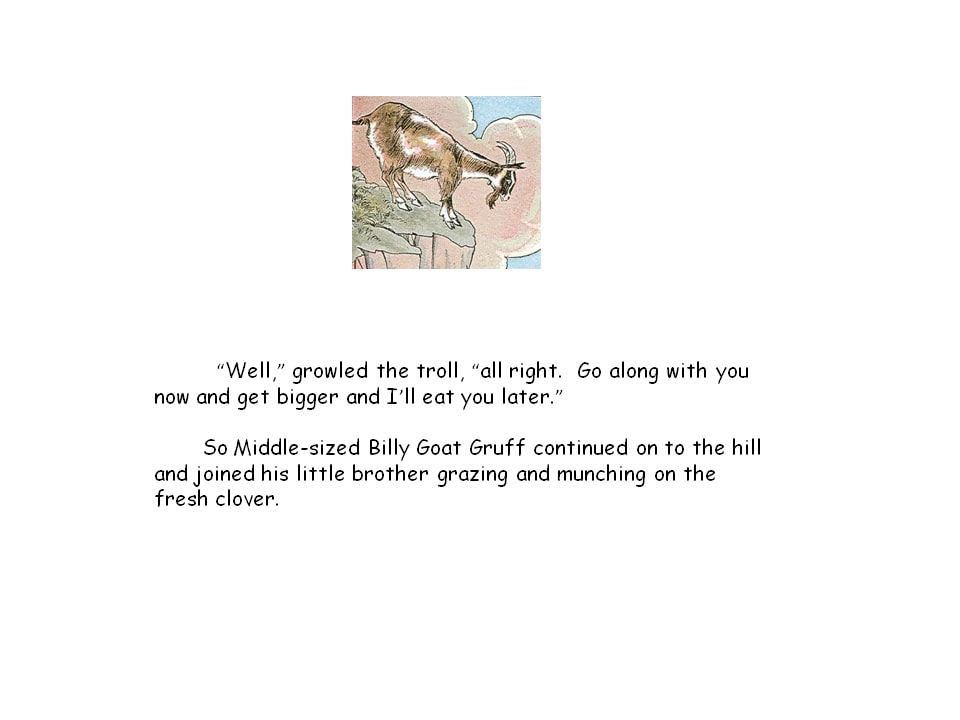 “Well,” growled the troll, “all right.  Go along with you
now and get bigger and I’ll eat you later.”
So Middle-sized Billy Goat Gruff continued on to the hill
and joined his little brother grazing and munching on the
fresh clover.